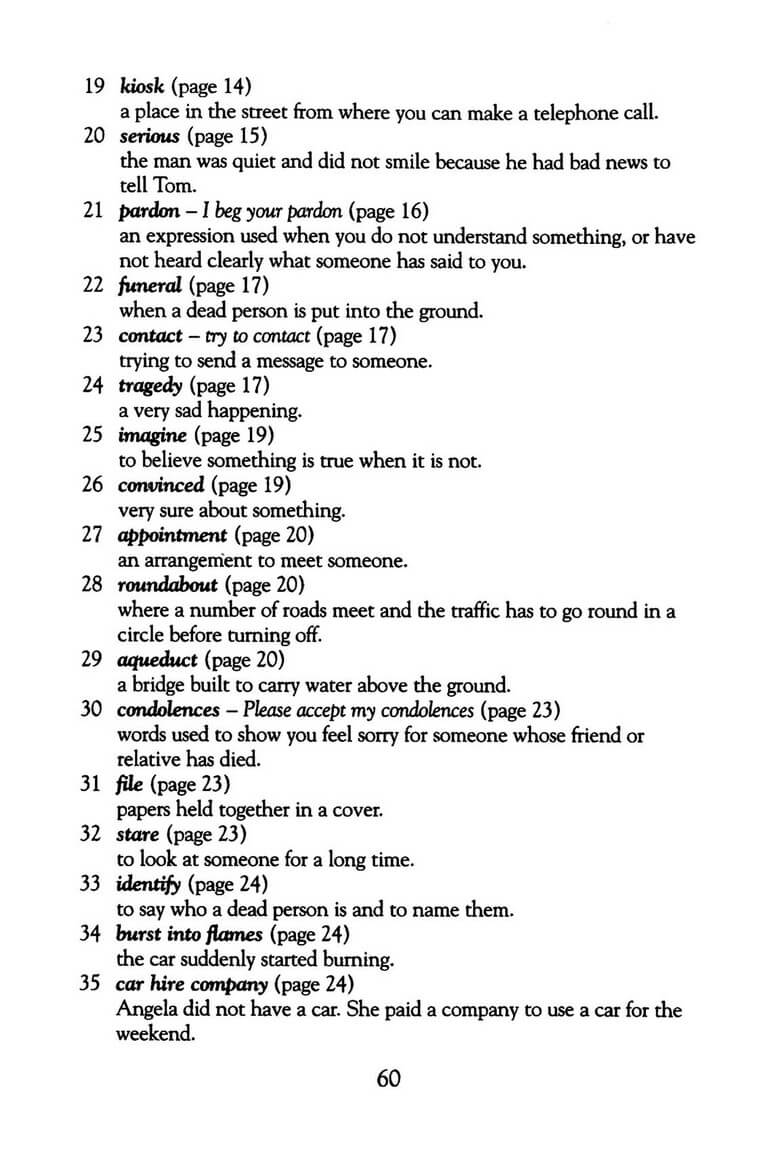 19 kiosk (page 14)
a place in the street from where you can make a telephone call.
20 serious (page 15)
the man was quiet and did not smile because he had bad news to
tell Tom.
21 pardon – I beg your pardon (page 16)
an expression used when you do not understand something, or have
not heard clearly what someone has said to you.
22 funeral (page 17)
when a dead person is put into the ground.
23 contact – try to contact (page 17)
trying to send a message to someone.
24 tragedy (page 17)
a very sad happening.
25 imagine (page 19)
to believe something is true when it is not.
26 convinced (page 19)
very sure about something.
27 appointment (page 20)
an arrangement to meet someone.
28 roundabout (page 20)
where a number of roads meet and the traffic has to go round in a
circle before turning off.
29 aqueduct (page 20)
a bridge built to carry water above the ground.
30 condolences – Please accept my condolences (page 23)
words used to show you feel sorry for someone whose friend or
relative has died.
31 file (page 23)
papers held together in a cover.
32 stare (page 23)
to look at someone for a long time.
33 identify (page 24)
to say who a dead person is and to name them.
34 burst into flames (page 24)
the car suddenly started burning.
35 car hire company (page 24)
Angela did not have a car. She paid a company to use a car for the
weekend.
60